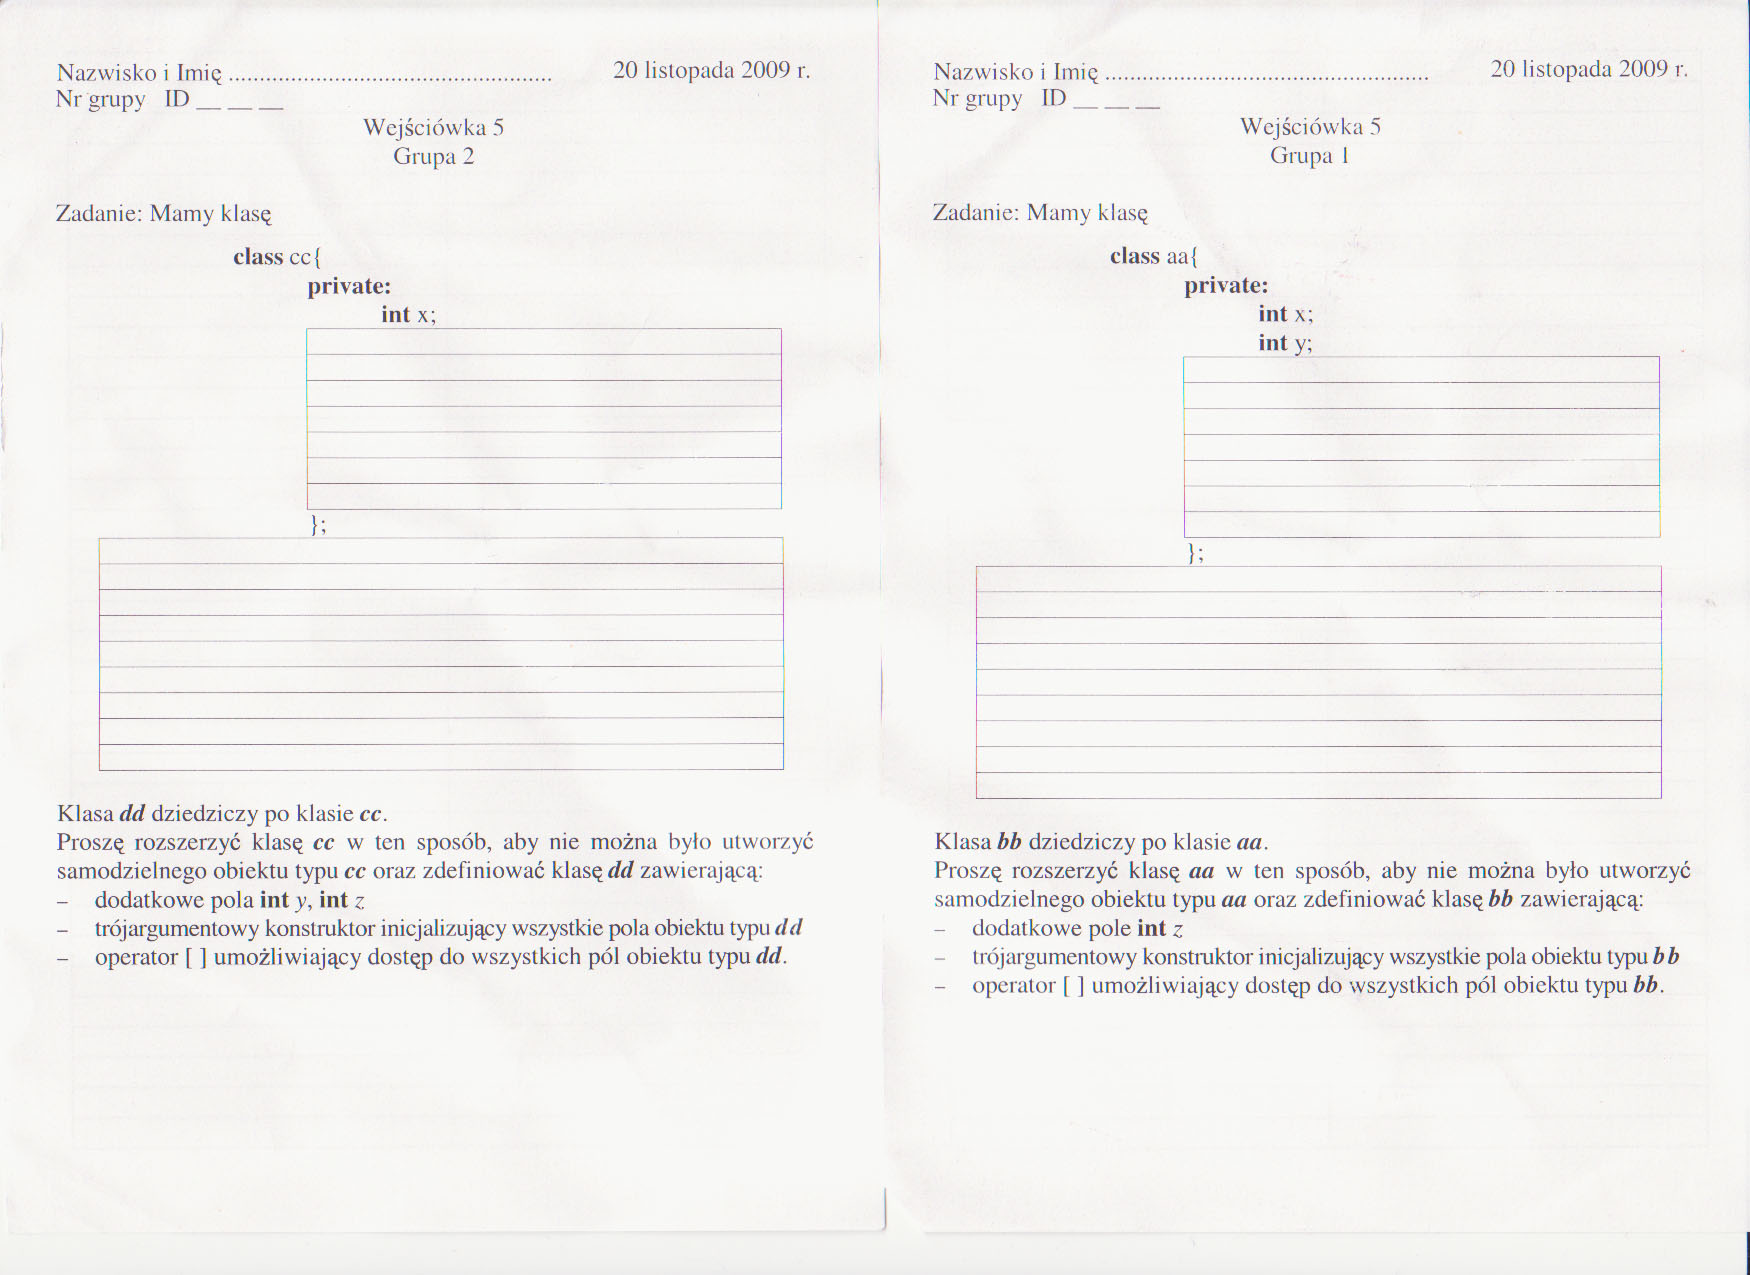 Nazwisko i Imię ....................................................	20 listopada 2009 r.
Nr grupy ID __ __ __
Wejściówka 5
Grupa 2
Zadanie: Mamy klasę
class cc{
private:
int x;
};
Klasa dd dziedziczy po klasie cc.
Proszę rozszerzyć klasę cc w ten sposób, aby nie można było utworzyć
samodzielnego obiektu typu cc oraz zdefiniować klasę dd zawierającą:
– dodatkowe pola int y, int z
– trójargumentowy konstruktor inicjalizujący wszystkie pola obiektu typu dd
– operator [ ] umożliwiający dostęp do wszystkich pól obiektu typu dd.
Nazwisko i Imię ....................................................	20 listopada 2009 r.
Nr grupy ID __ __ __
Wejściówka 5
Grupa 1
Zadanie: Mamy klasę
class aa{
private:
int x;
int y;
};
Klasa bb dziedziczy po klasie aa.
Proszę rozszerzyć klasę aa w ten sposób, aby nie można było utworzyć
samodzielnego obiektu typu aa oraz zdefiniować klasę bb zawierającą:
– dodatkowe pole int z
– trójargumentowy konstruktor inicjalizujący wszystkie pola obiektu typu bb
– operator [ ] umożliwiający dostęp do wszystkich pól obiektu typu bb.